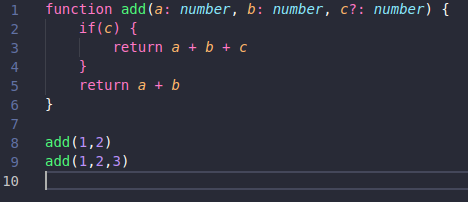 1 function add(a: number, b: number, c?: number) {
2     if(c) {
3         return a + b + c
4     }
5     return a + b
6 }
7
8 add(1,2)
9 add(1,2,3)
10